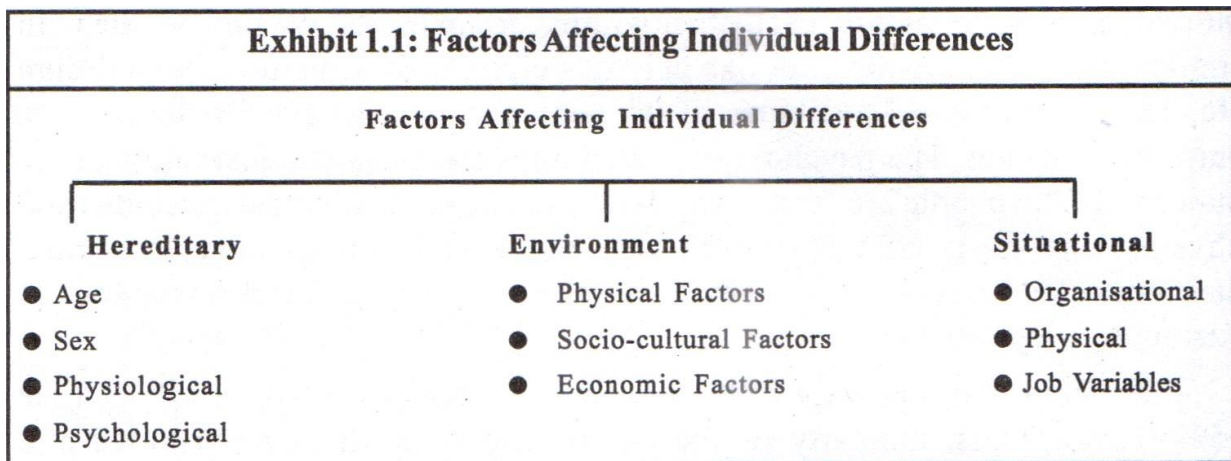 Exhibit 1.1: Factors Affecting Individual Differences
Factors Affecting Individual Differences
Hereditary
● Age
● Sex
● Physiological
● Psychological
Environment
● Physical Factors
● Socio-cultural Factors
● Economic Factors
Situational
● Organisational
● Physical
● Job Variables